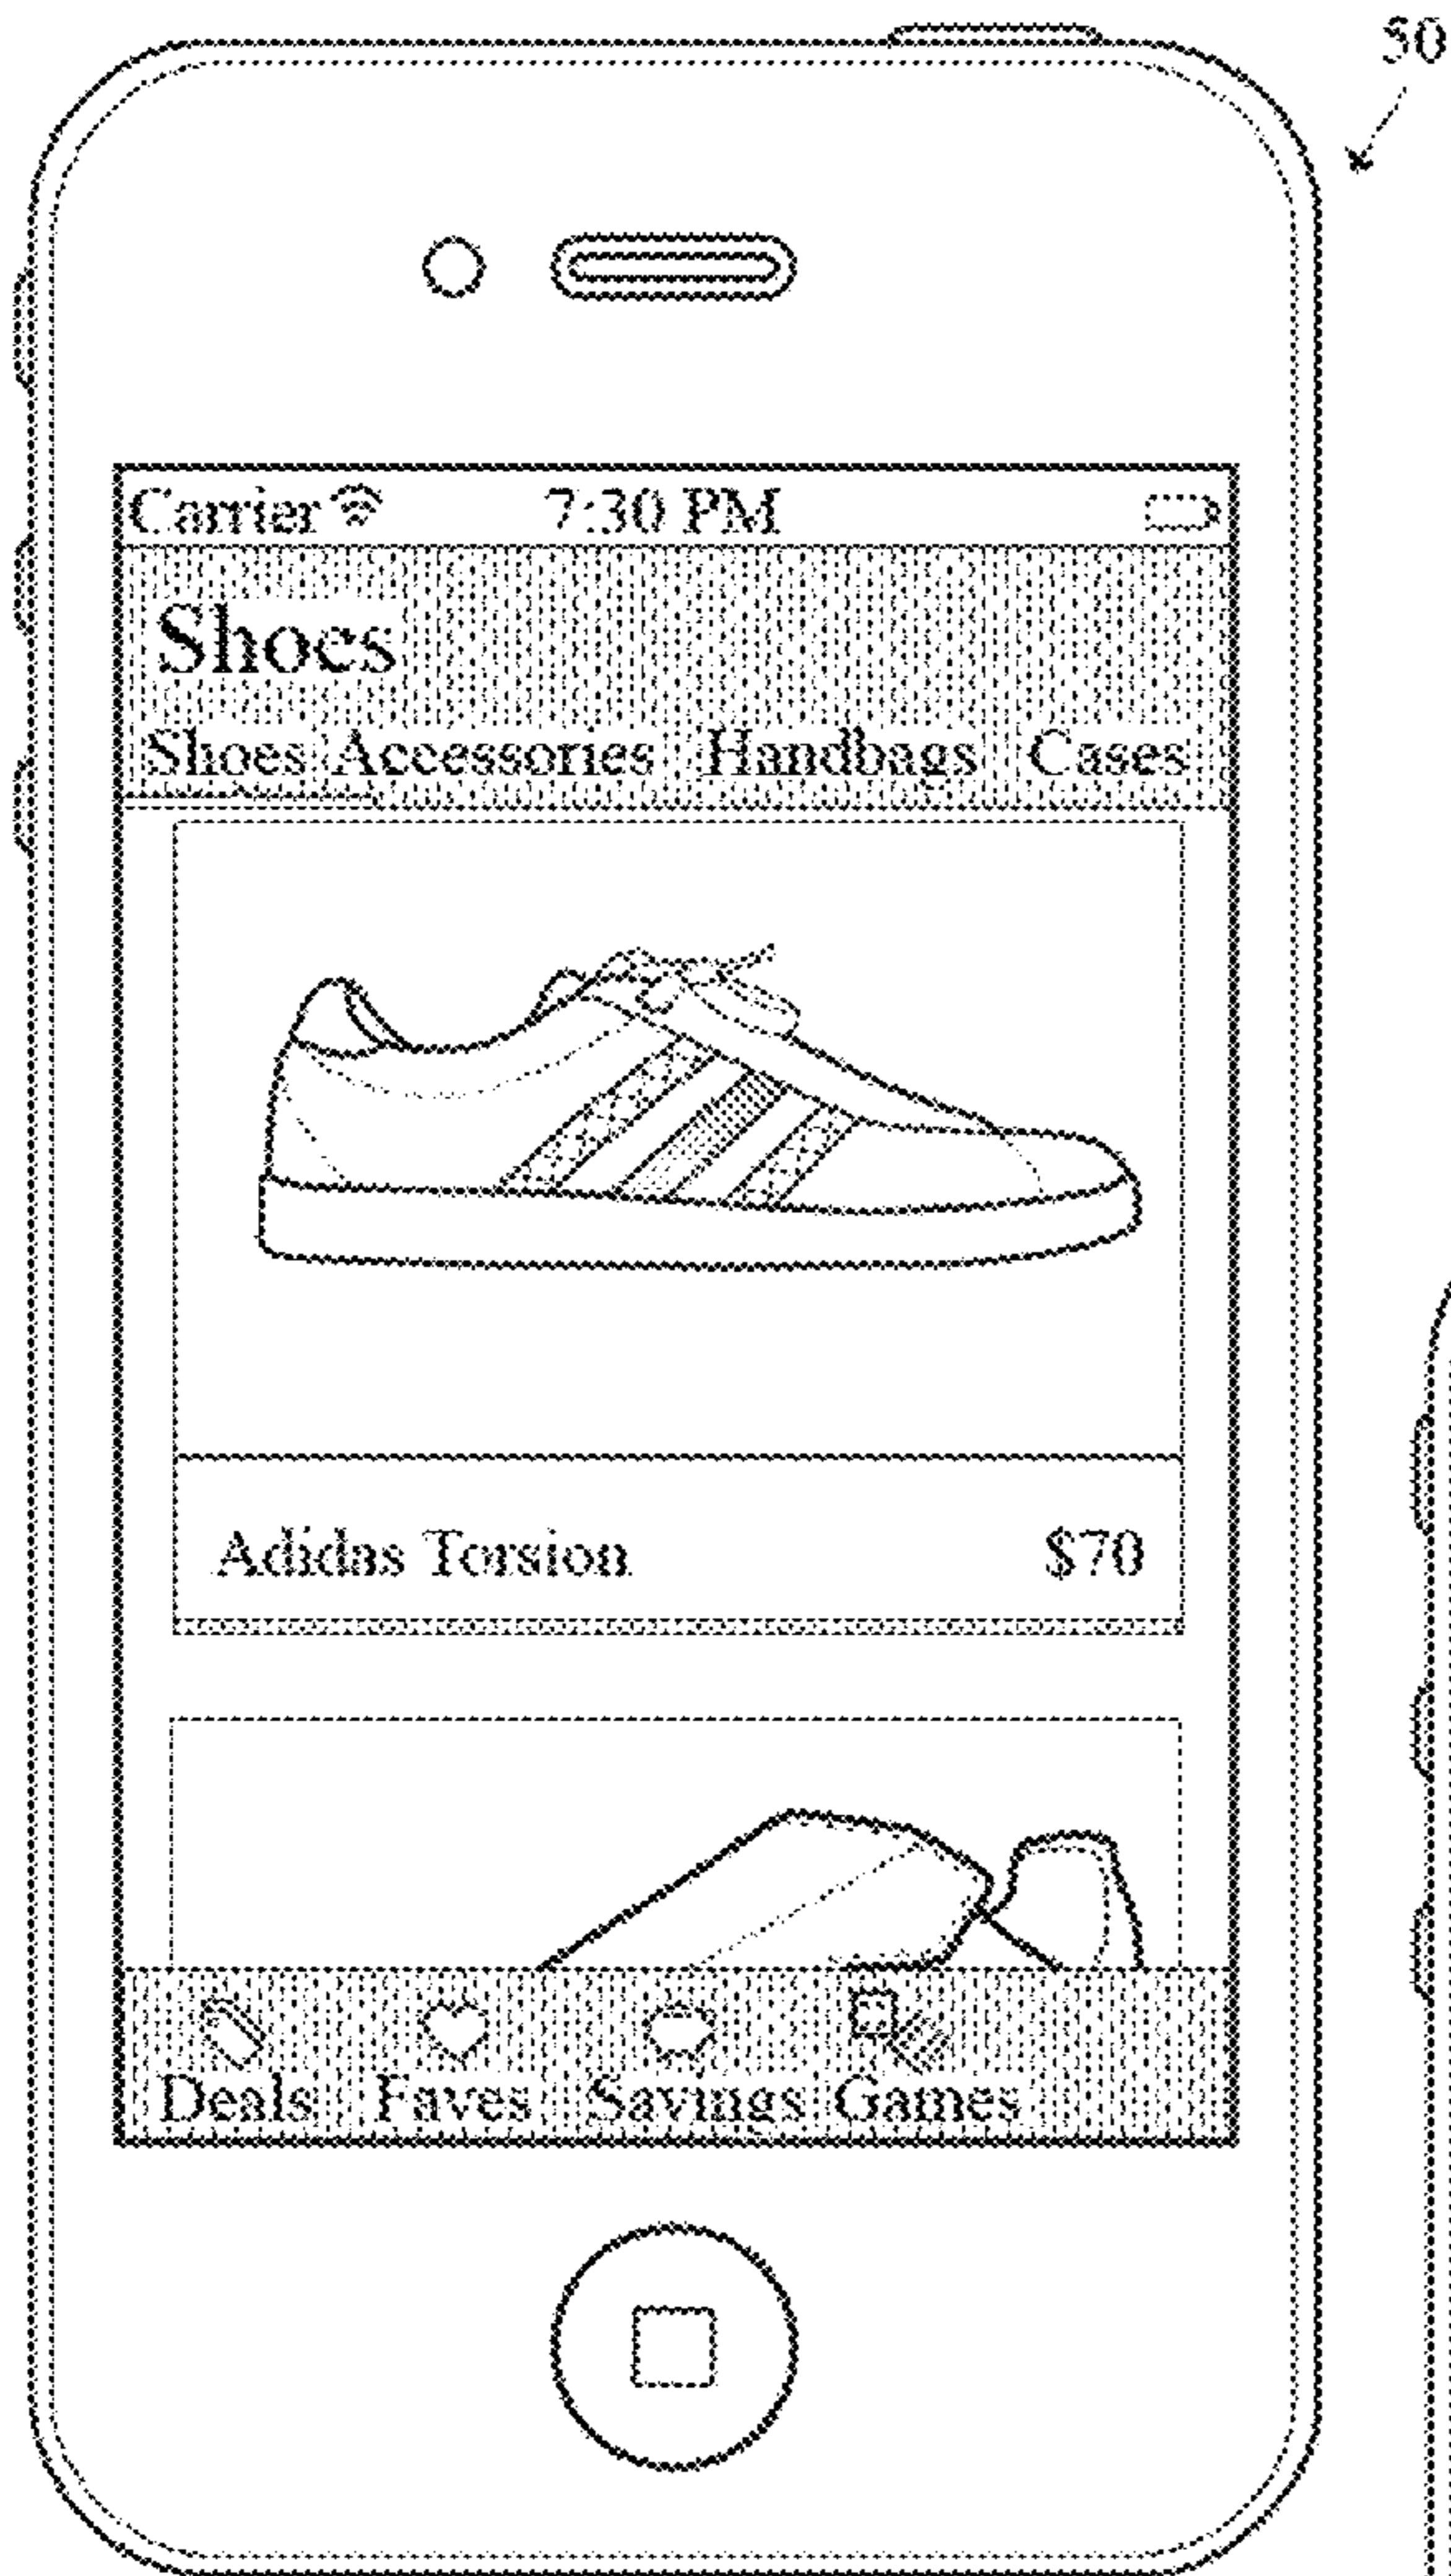 50
Carrier 7:30 PM
Shoes
Shoes Accessories Handbags Cases
Adidas Torsion $70
Deals Faves Savings Games